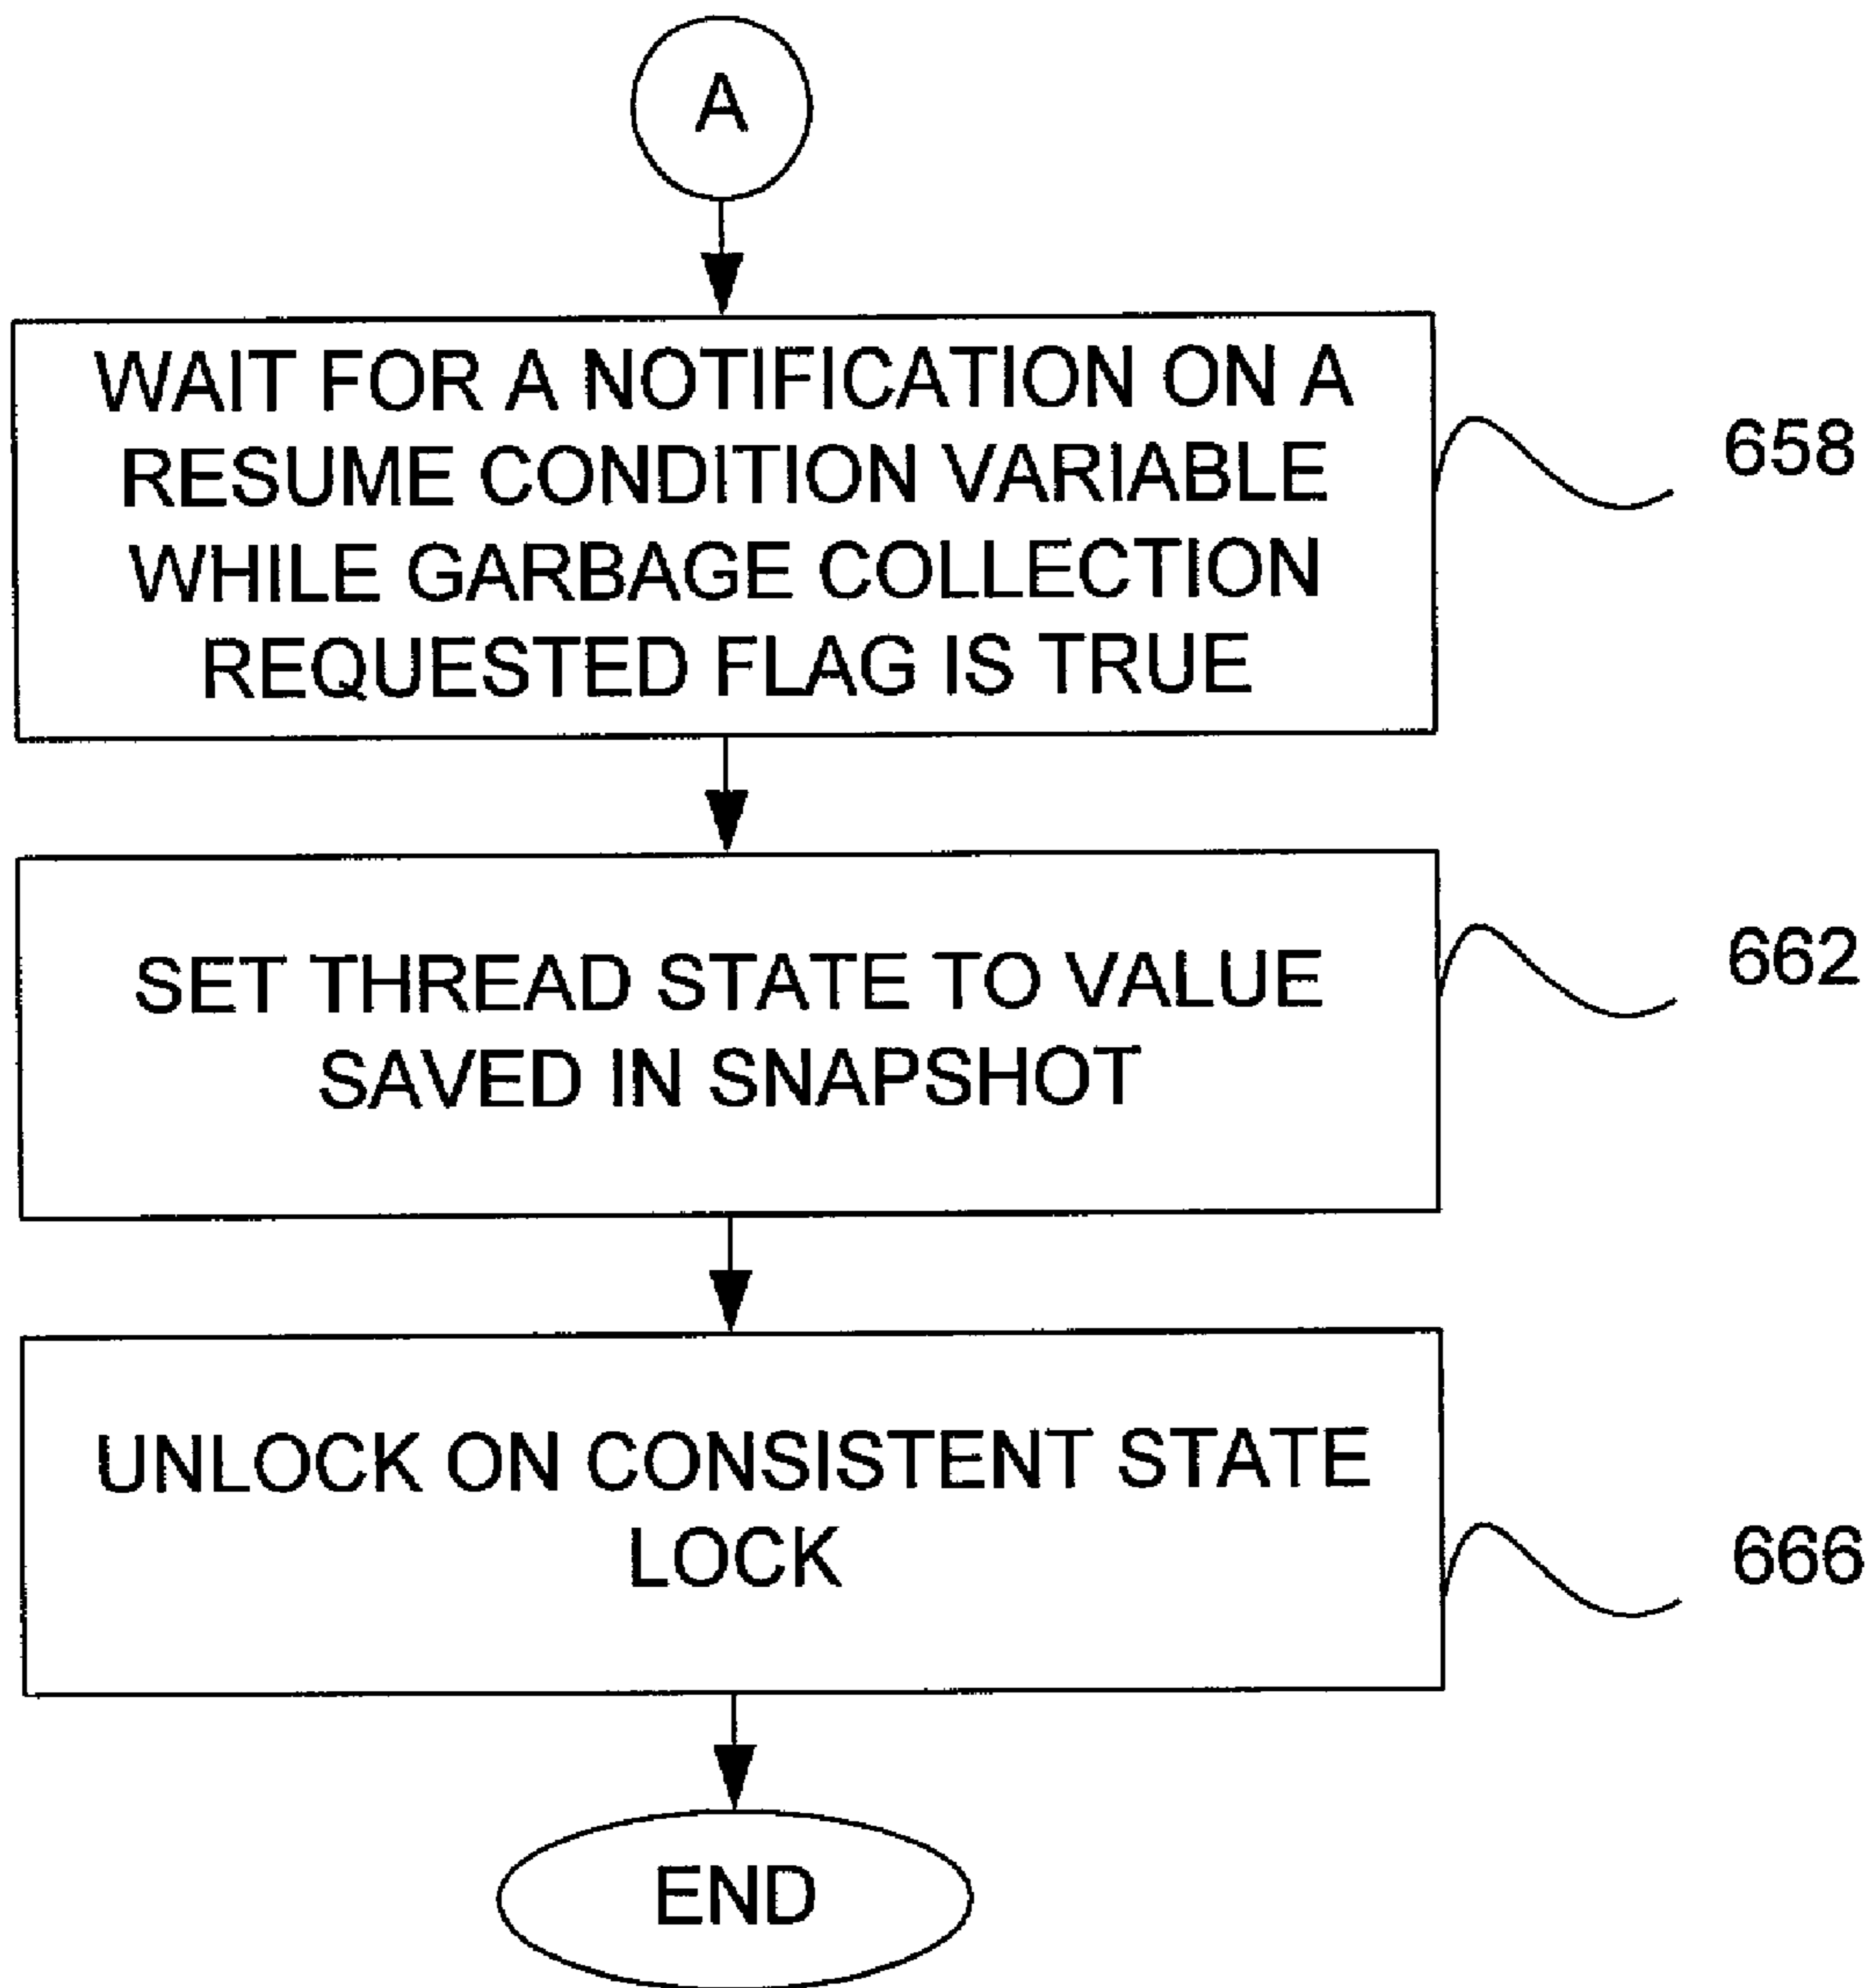 A
WAIT FOR A NOTIFICATION ON A
RESUME CONDITION VARIABLE
WHILE GARBAGE COLLECTION
REQUESTED FLAG IS TRUE
658
SET THREAD STATE TO VALUE
SAVED IN SNAPSHOT
662
UNLOCK ON CONSISTENT STATE
LOCK
666
END